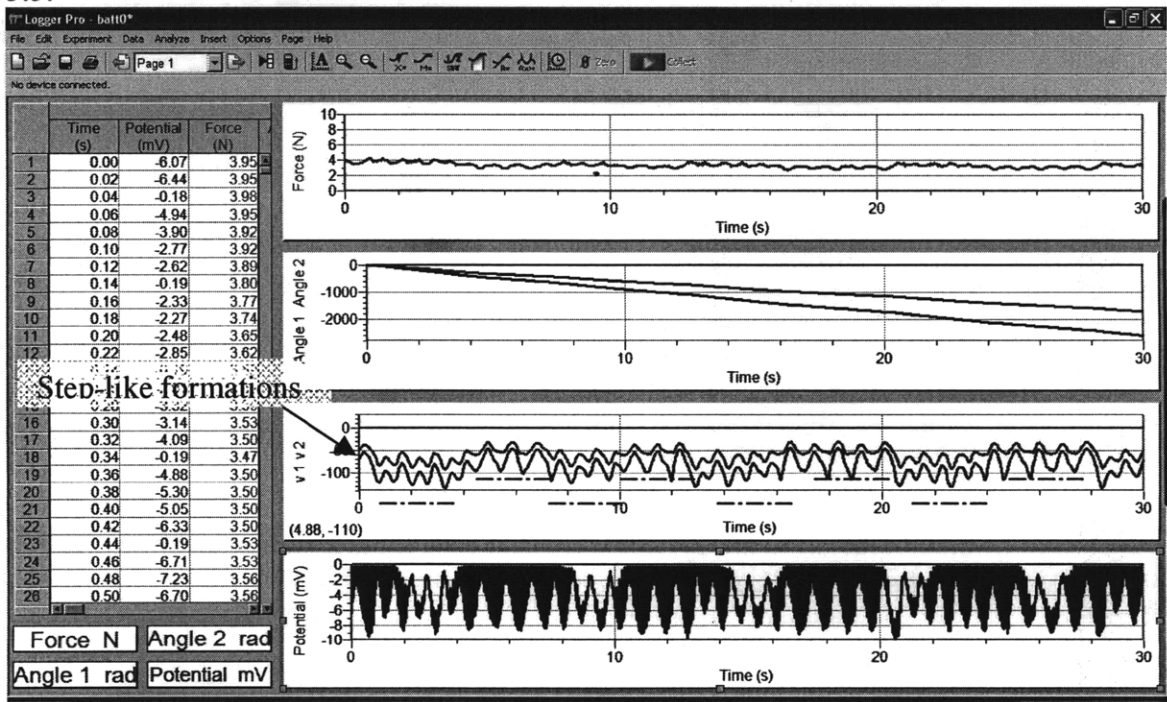 Logger Pro - batt0*
File Edit Experiment Data Analyze Insert Options Page Help
Page 1
Zero
Collect
No device connected.
Time Potential Force
(s) (mV) (N)
1 0.00 -6.07 3.95
2 0.02 -6.44 3.95
3 0.04 -0.18 3.98
4 0.06 -4.94 3.95
5 0.08 -3.90 3.92
6 0.10 -2.77 3.92
7 0.12 -2.62 3.89
8 0.14 -0.19 3.80
9 0.16 -2.33 3.77
10 0.18 -2.27 3.74
11 0.20 -2.48 3.65
12 0.22 -2.85 3.62
Step-like formations
16 0.30 -3.14 3.53
17 0.32 -4.09 3.50
18 0.34 -0.19 3.47
19 0.36 -4.88 3.50
20 0.38 -5.30 3.50
21 0.40 -5.05 3.50
22 0.42 -6.33 3.50
23 0.44 -0.19 3.53
24 0.46 -6.71 3.53
25 0.48 -7.23 3.56
26 0.50 -6.70 3.56
Force N
Angle 2 rad
Angle 1 rad
Potential mV
Force (N)
10
8
6
4
2
0
0 10 20 30
Time (s)
Angle 1 Angle 2
0
-1000
-2000
0 10 20 30
Time (s)
v 1 v 2
0
-100
10 20 30
(4.88, -110)
Time (s)
Potential (mV)
0
-2
-4
-6
-8
-10
0 10 20 30
Time (s)